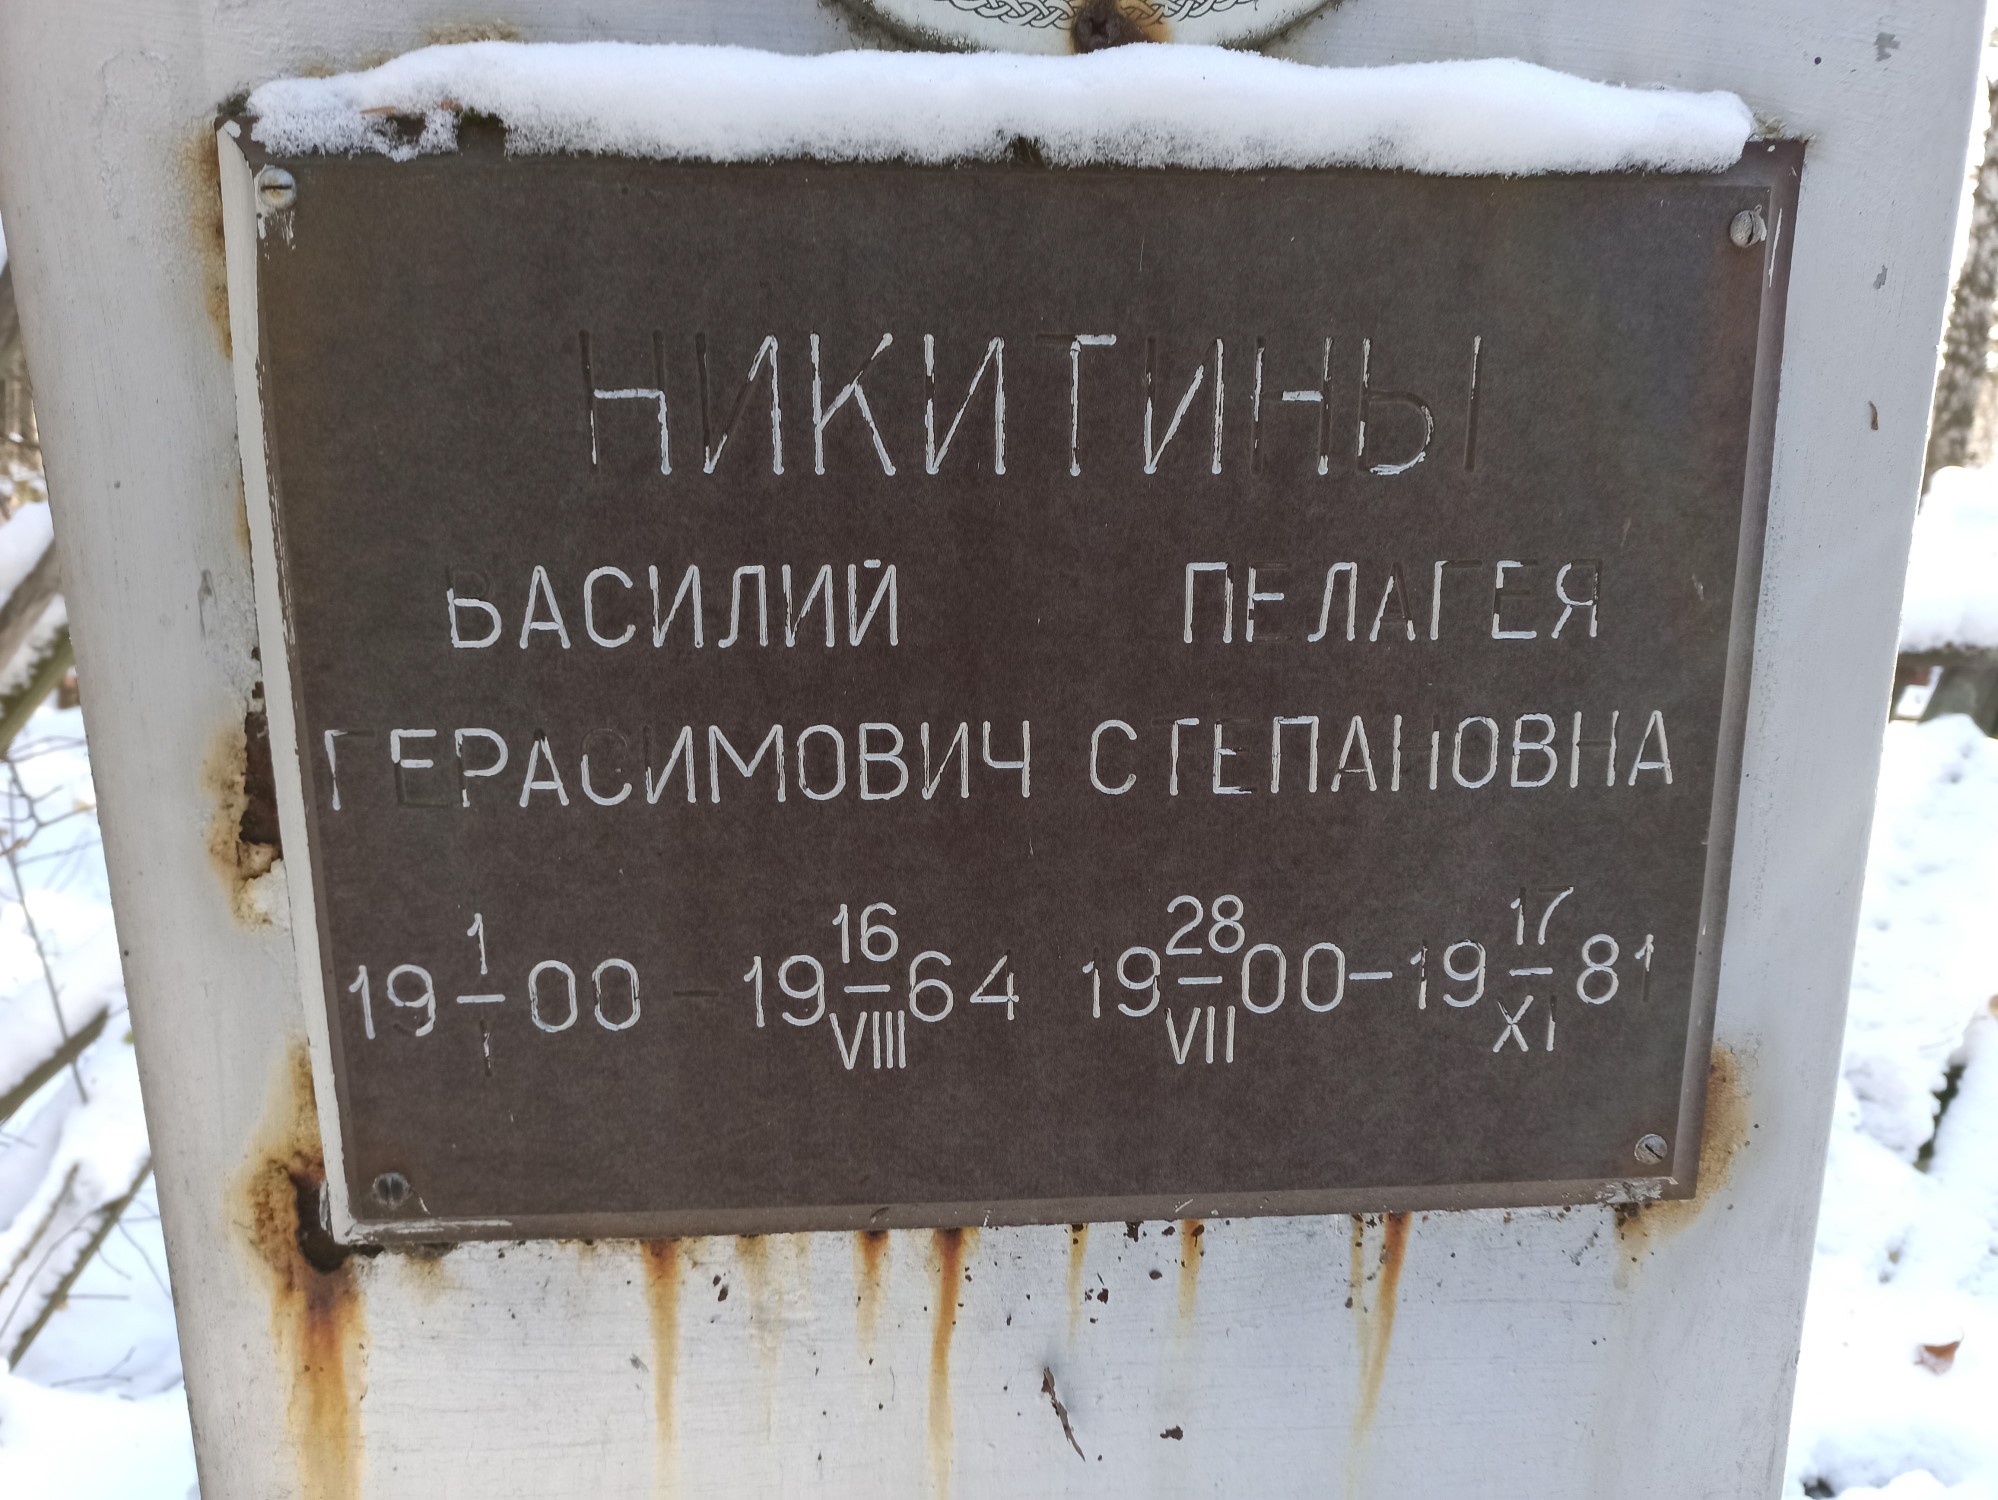 НИКИТИНЫ
ВАСИЛИЙ ПЕЛАГЕЯ
ГЕРАСИМОВИЧ СТЕПАНОВНА
19 1/I 00 - 19 16/VIII 64 19 28/VII 00 - 19 17/XI 81